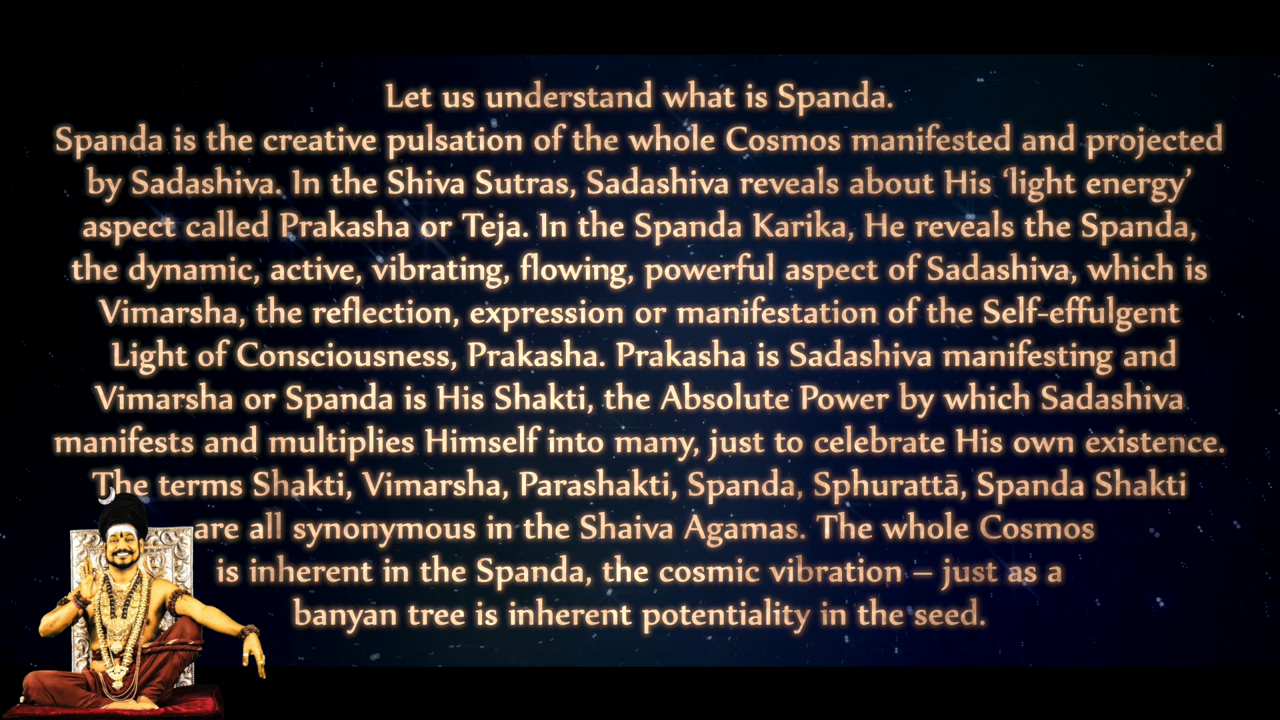 Let us understand what is Spanda.
Spanda is the creative pulsation of the whole Cosmos manifested and projected
by Sadashiva. In the Shiva Sutras, Sadashiva reveals about His ‘light energy’
aspect called Prakasha or Teja. In the Spanda Karika, He reveals the Spanda,
the dynamic, active, vibrating, flowing, powerful aspect of Sadashiva, which is
Vimarsha, the reflection, expression or manifestation of the Self-effulgent
Light of Consciousness, Prakasha. Prakasha is Sadashiva manifesting and
Vimarsha or Spanda is His Shakti, the Absolute Power by which Sadashiva
manifests and multiplies Himself into many, just to celebrate His own existence.
The terms Shakti, Vimarsha, Parashakti, Spanda, Sphurattā, Spanda Shakti
are all synonymous in the Shaiva Agamas. The whole Cosmos
is inherent in the Spanda, the cosmic vibration – just as a
banyan tree is inherent potentiality in the seed.